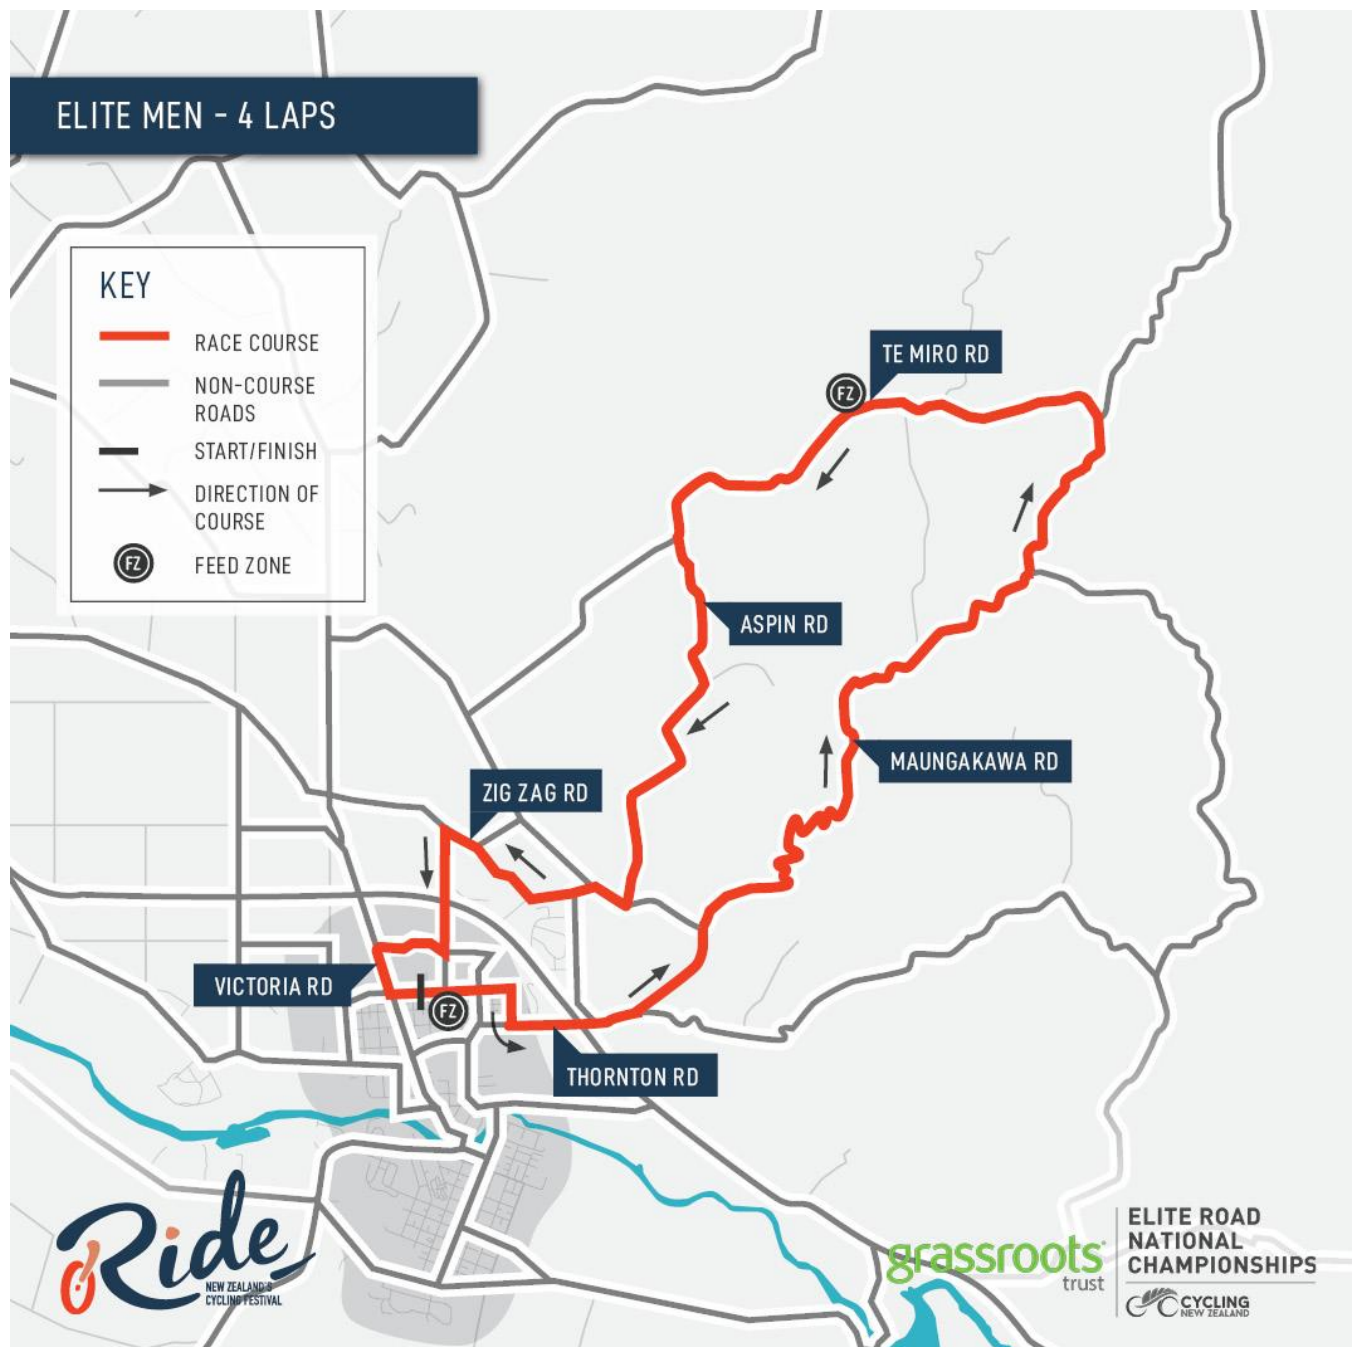 ELITE MEN - 4 LAPS
KEY
RACE COURSE
NON-COURSE
ROADS
START/FINISH
DIRECTION OF
COURSE
FZ
FEED ZONE
TE MIRO RD
FZ
ASPIN RD
MAUNGAKAWA RD
ZIG ZAG RD
VICTORIA RD
FZ
THORNTON RD
Ride
NEW ZEALAND'S
CYCLING FESTIVAL
grassroots
trust
ELITE ROAD
NATIONAL
CHAMPIONSHIPS
CYCLING
NEW ZEALAND